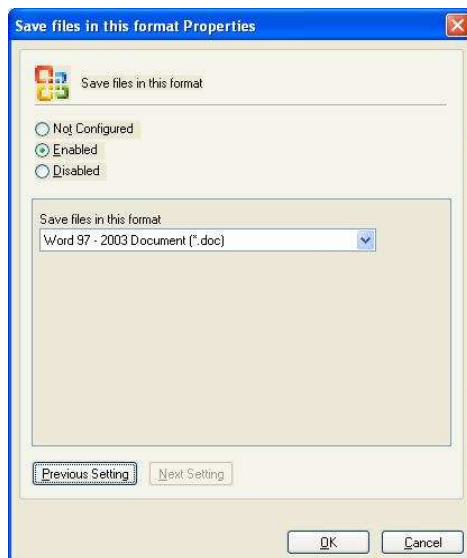 Save files in this format Properties
Save files in this format
Not Configured
Enabled
Disabled
Save files in this format
Word 97 - 2003 Document (*.doc)
Previous Setting Next Setting
OK Cancel